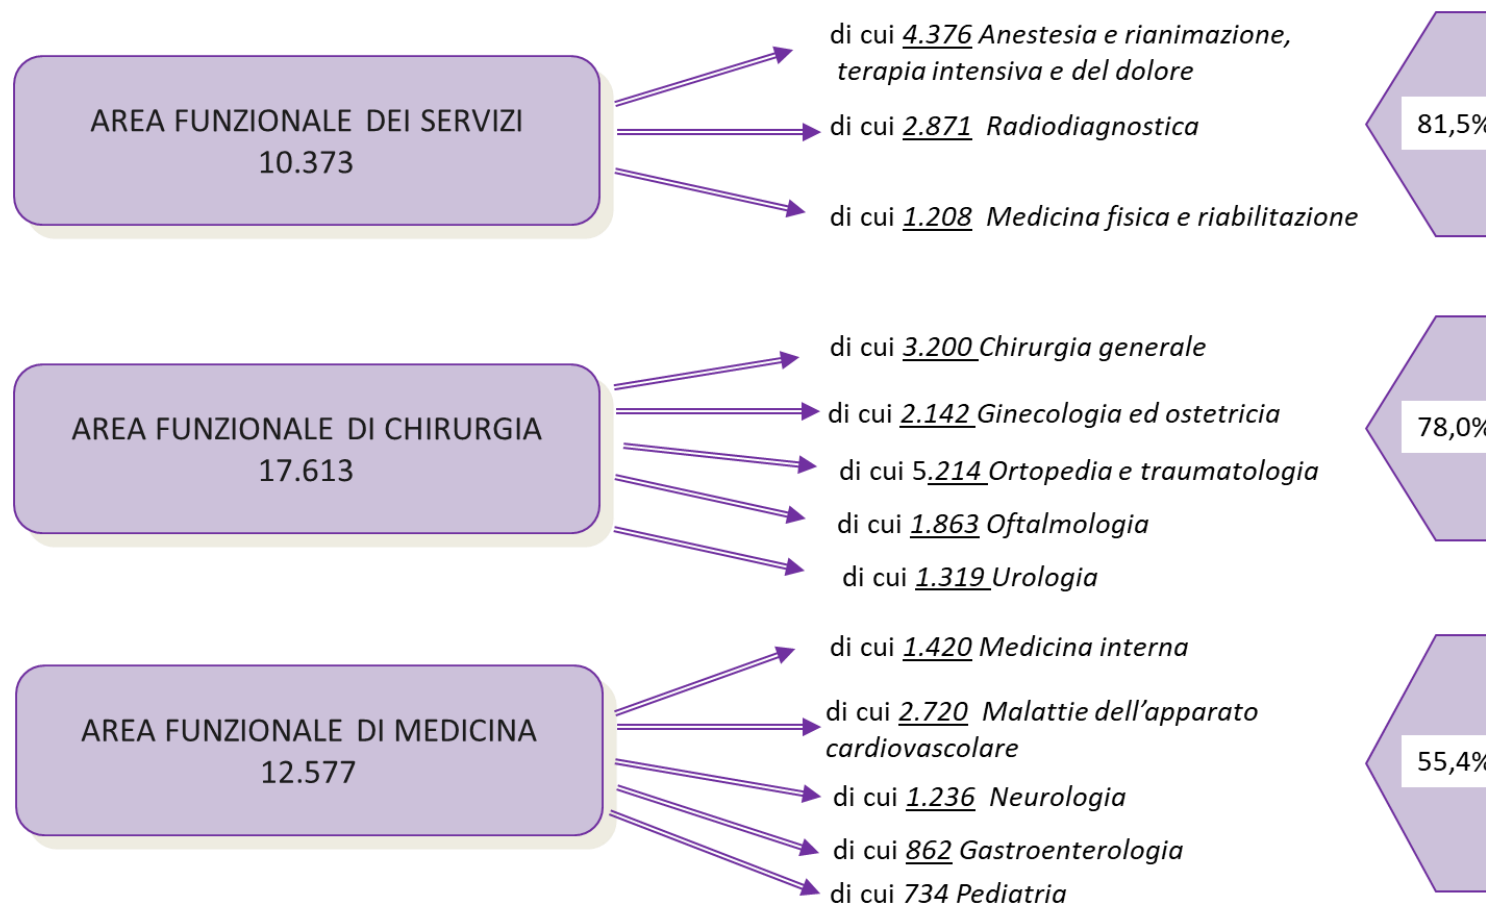 AREA FUNZIONALE DEI SERVIZI
10.373
di cui 4.376 Anestesia e rianimazione,
terapia intensiva e del dolore
di cui 2.871 Radiodiagnostica
di cui 1.208 Medicina fisica e riabilitazione
81,5%
AREA FUNZIONALE DI CHIRURGIA
17.613
di cui 3.200 Chirurgia generale
di cui 2.142 Ginecologia ed ostetricia
di cui 5.214 Ortopedia e traumatologia
di cui 1.863 Oftalmologia
di cui 1.319 Urologia
78,0%
AREA FUNZIONALE DI MEDICINA
12.577
di cui 1.420 Medicina interna
di cui 2.720 Malattie dell’apparato
cardiovascolare
di cui 1.236 Neurologia
di cui 862 Gastroenterologia
di cui 734 Pediatria
55,4%